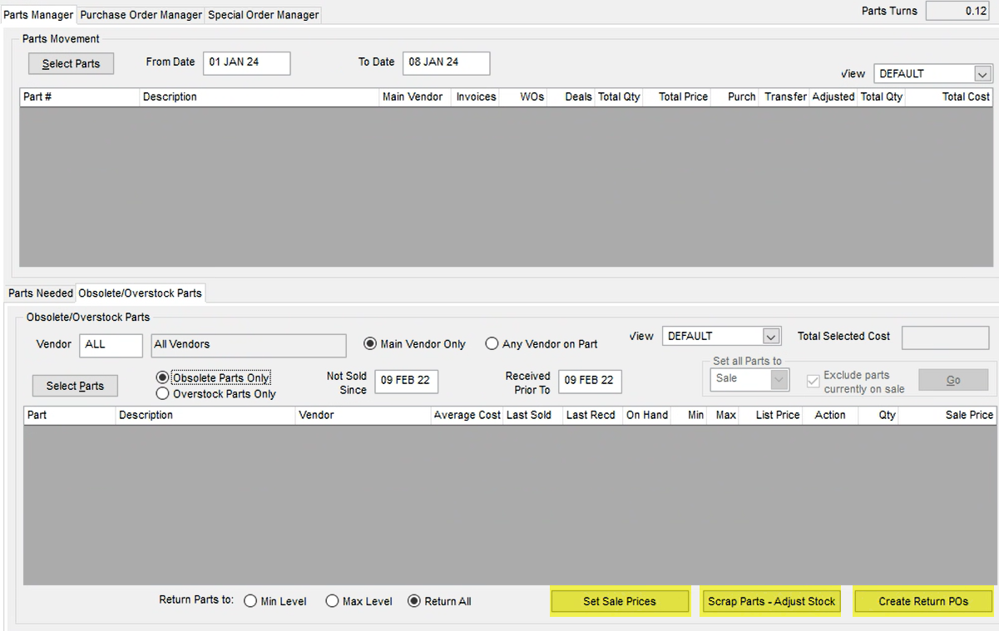 Parts Manager Purchase Order Manager Special Order Manager Parts Turns 0.12
Parts Movement
Select Parts From Date 01 JAN 24 To Date 08 JAN 24
View DEFAULT
Part # Description Main Vendor Invoices WOs Deals Total Qty Total Price Purch Transfer Adjusted Total Qty Total Cost
Parts Needed Obsolete/Overstock Parts
Obsolete/Overstock Parts
Vendor ALL All Vendors Main Vendor Only Any Vendor on Part View DEFAULT Total Selected Cost
Set all Parts to
Select Parts Obsolete Parts Only Not Sold Since 09 FEB 22 Received Prior To 09 FEB 22 Sale Exclude parts currently on sale Go
Overstock Parts Only
Part Description Vendor Average Cost Last Sold Last Recd On Hand Min Max List Price Action Qty Sale Price
Return Parts to: Min Level Max Level Return All Set Sale Prices Scrap Parts - Adjust Stock Create Return POs